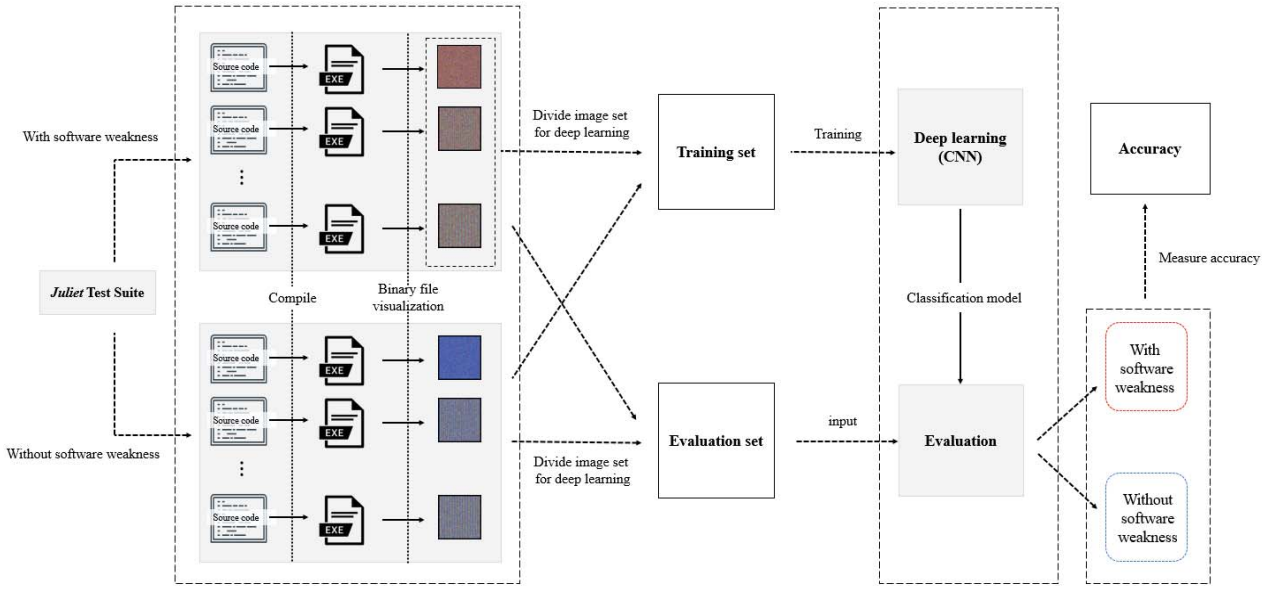 Source code
EXE
Source code
EXE
Source code
EXE
With software weakness
Divide image set
for deep learning
Training set
Training
Deep learning
(CNN)
Accuracy
Juliet Test Suite
Compile
Binary file
visualization
Classification model
Measure accuracy
Source code
EXE
Source code
EXE
Source code
EXE
Without software weakness
Divide image set
for deep learning
Evaluation set
input
Evaluation
With
software
weakness
Without
software
weakness